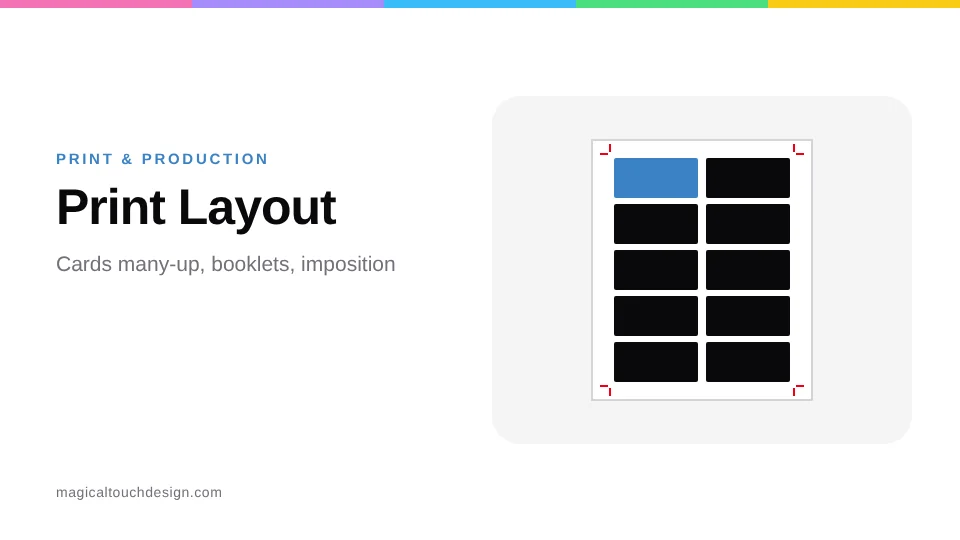 PRINT & PRODUCTION
Print Layout
Cards many-up, booklets, imposition
magicaltouchdesign.com